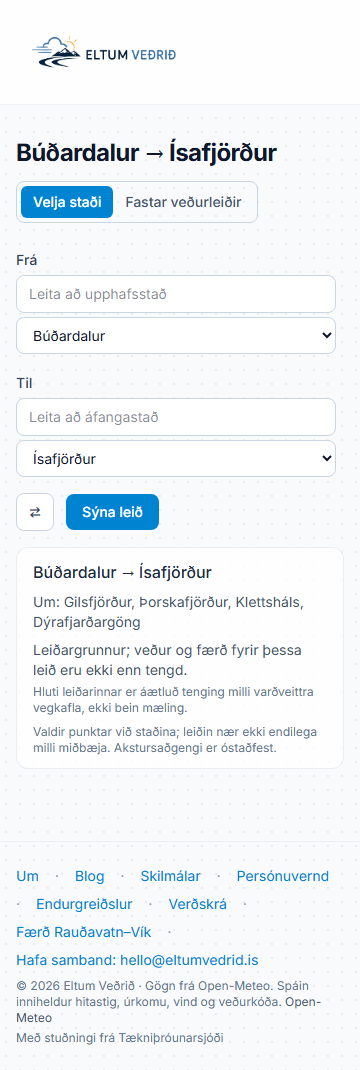 ELTUM VEÐRIÐ
Búðardalur → Ísafjörður
Velja staði Fastar veðurleiðir
Frá
Leita að upphafsstað
Búðardalur
Til
Leita að áfangastað
Ísafjörður
⇄ Sýna leið
Búðardalur → Ísafjörður
Um: Gilsfjörður, Þorskafjörður, Klettsháls,
Dýrafjarðargöng
Leiðargrunnur; veður og færð fyrir þessa
leið eru ekki enn tengd.
Hluti leiðarinnar er áætluð tenging milli varðveittra
vegkafla, ekki bein mæling.
Valdir punktar við staðina; leiðin nær ekki endilega
milli miðbæja. Akstursaðgengi er óstaðfest.
Um · Blog · Skilmálar · Persónuvernd
· Endurgreiðslur · Verðskrá ·
Færð Rauðavatn–Vík ·
Hafa samband: hello@eltumvedrid.is
© 2026 Eltum Veðrið · Gögn frá Open-Meteo. Spáin
inniheldur hitastig, úrkomu, vind og veðurkóða. Open-
Meteo
Með stuðningi frá Tækniþróunarsjóði